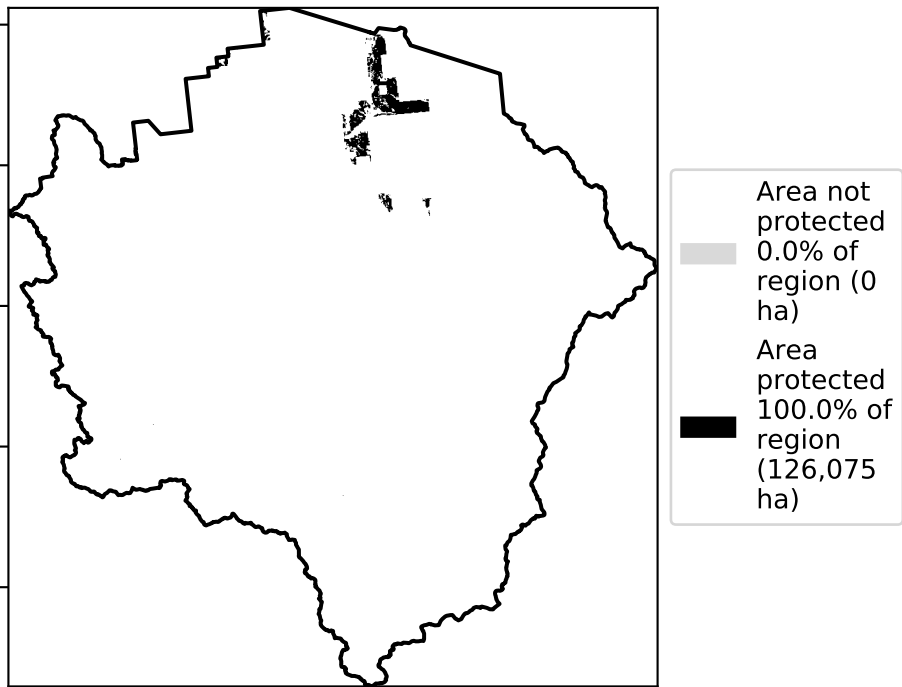 Area not
protected
0.0% of
region (0
ha)
Area
protected
100.0% of
region
(126,075
ha)